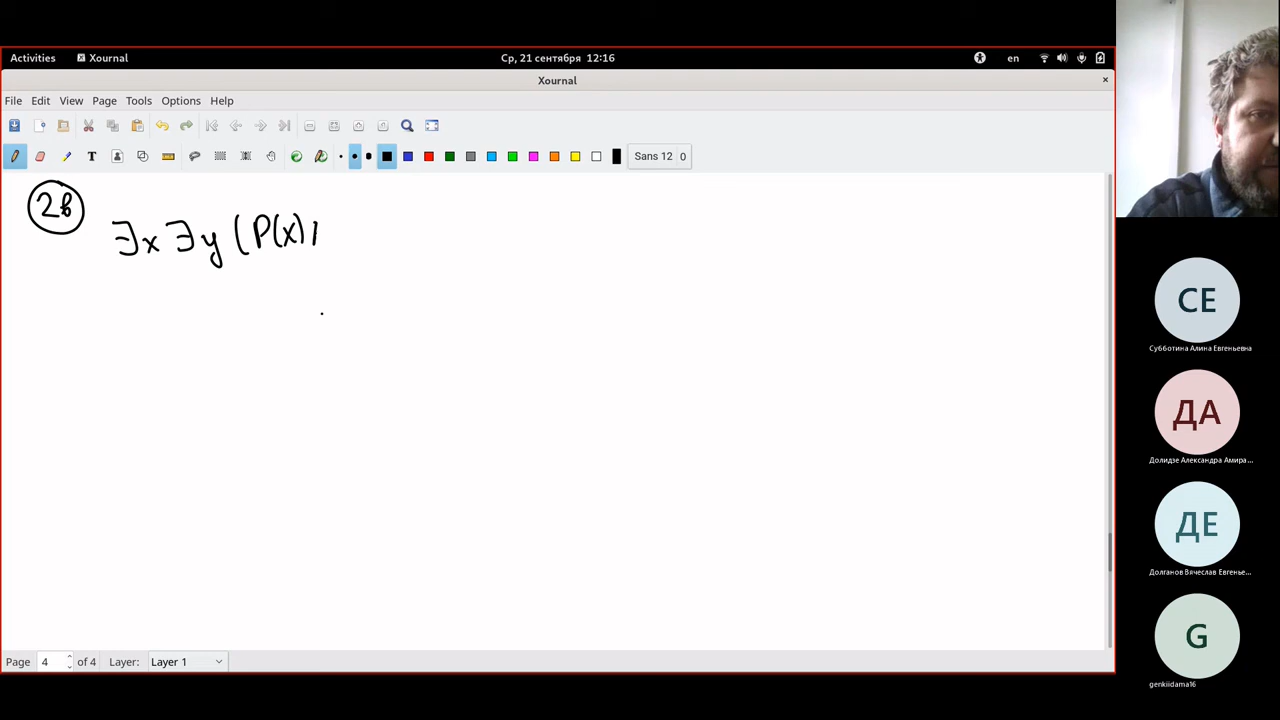 Activities Xournal Ср, 21 сентября 12:16 en
Xournal ×
File Edit View Page Tools Options Help
Sans 12 0
2в
∃x ∃y (P(x)
СЕ
Субботина Алина Евгеньевна
ДА
Долидзе Александра Амира...
ДЕ
Долганов Вячеслав Евгенье...
G
genkiidama16
Page 4 of 4 Layer: Layer 1